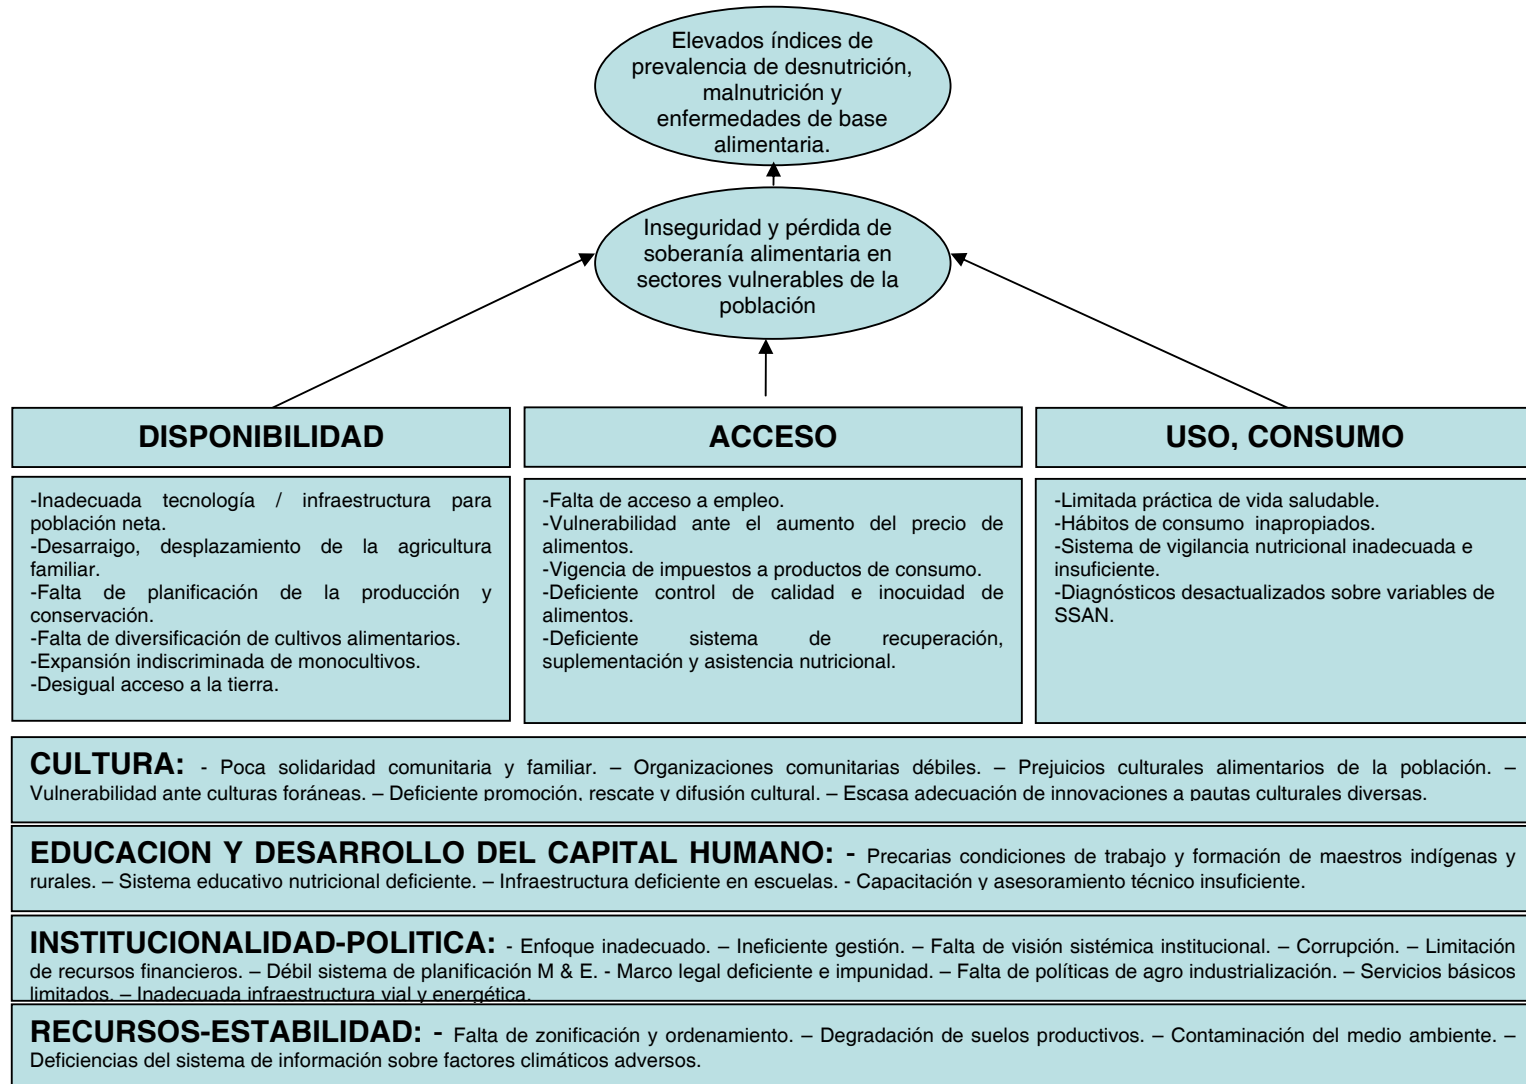 Elevados índices de
prevalencia de desnutrición,
malnutrición y
enfermedades de base
alimentaria.
Inseguridad y pérdida de
soberanía alimentaria en
sectores vulnerables de la
población
DISPONIBILIDAD
-Inadecuada tecnología / infraestructura para
población neta.
-Desarraigo, desplazamiento de la agricultura
familiar.
-Falta de planificación de la producción y
conservación.
-Falta de diversificación de cultivos alimentarios.
-Expansión indiscriminada de monocultivos.
-Desigual acceso a la tierra.
ACCESO
-Falta de acceso a empleo.
-Vulnerabilidad ante el aumento del precio de
alimentos.
-Vigencia de impuestos a productos de consumo.
-Deficiente control de calidad e inocuidad de
alimentos.
-Deficiente sistema de recuperación,
suplementación y asistencia nutricional.
USO, CONSUMO
-Limitada práctica de vida saludable.
-Hábitos de consumo inapropiados.
-Sistema de vigilancia nutricional inadecuada e
insuficiente.
-Diagnósticos desactualizados sobre variables de
SSAN.
CULTURA: - Poca solidaridad comunitaria y familiar. – Organizaciones comunitarias débiles. – Prejuicios culturales alimentarios de la población. –
Vulnerabilidad ante culturas foráneas. – Deficiente promoción, rescate y difusión cultural. – Escasa adecuación de innovaciones a pautas culturales diversas.
EDUCACION Y DESARROLLO DEL CAPITAL HUMANO: - Precarias condiciones de trabajo y formación de maestros indígenas y
rurales. – Sistema educativo nutricional deficiente. – Infraestructura deficiente en escuelas. - Capacitación y asesoramiento técnico insuficiente.
INSTITUCIONALIDAD-POLITICA: - Enfoque inadecuado. – Ineficiente gestión. – Falta de visión sistémica institucional. – Corrupción. – Limitación
de recursos financieros. – Débil sistema de planificación M & E. - Marco legal deficiente e impunidad. – Falta de políticas de agro industrialización. – Servicios básicos
limitados. – Inadecuada infraestructura vial y energética.
RECURSOS-ESTABILIDAD: - Falta de zonificación y ordenamiento. – Degradación de suelos productivos. – Contaminación del medio ambiente. –
Deficiencias del sistema de información sobre factores climáticos adversos.